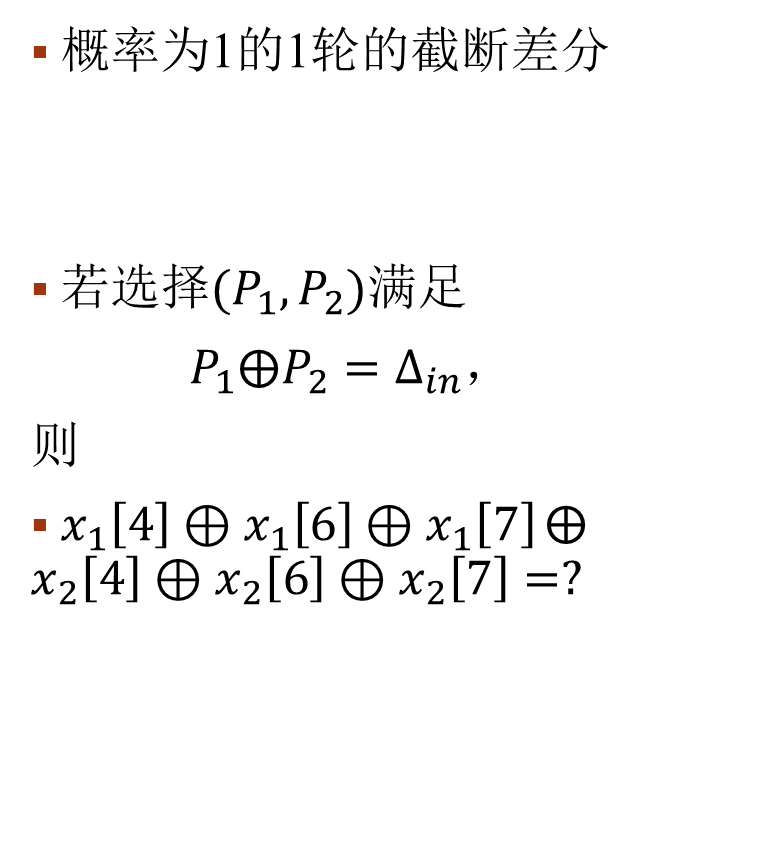 ▪ 概率为1的1轮的截断差分
▪ 若选择(P₁, P₂)满足
P₁⊕P₂ = Δᵢₙ，
则
▪ x₁[4] ⊕ x₁[6] ⊕ x₁[7]⊕
x₂[4] ⊕ x₂[6] ⊕ x₂[7] =?